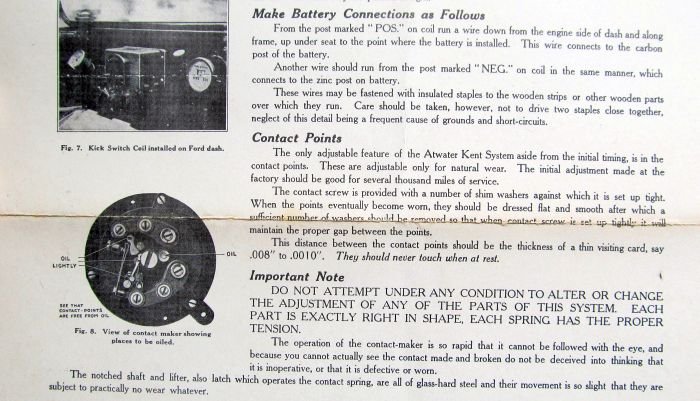 Make Battery Connections as Follows
From the post marked "POS." on coil run a wire down from the engine side of dash and along
frame, up under seat to the point where the battery is installed. This wire connects to the carbon
post of the battery.
Another wire should run from the post marked "NEG." on coil in the same manner, which
connects to the zinc post on battery.
These wires may be fastened with insulated staples to the wooden strips or other wooden parts
over which they run. Care should be taken, however, not to drive two staples close together,
neglect of this detail being a frequent cause of grounds and short-circuits.
Fig. 7. Kick Switch Coil installed on Ford dash.
Contact Points
The only adjustable feature of the Atwater Kent System aside from the initial timing, is in the
contact points. These are adjustable only for natural wear. The initial adjustment made at the
factory should be good for several thousand miles of service.
The contact screw is provided with a number of shim washers against which it is set up tight.
When the points eventually become worn, they should be dressed flat and smooth after which a
sufficient number of washers should be removed so that when contact screw is set up tightly it will
maintain the proper gap between the points.
This distance between the contact points should be the thickness of a thin visiting card, say
.008" to .0010". They should never touch when at rest.
OIL
LIGHTLY
OIL
SEE THAT
CONTACT-POINTS
ARE FREE FROM OIL
Fig. 8. View of contact maker showing
places to be oiled.
Important Note
DO NOT ATTEMPT UNDER ANY CONDITION TO ALTER OR CHANGE
THE ADJUSTMENT OF ANY OF THE PARTS OF THIS SYSTEM. EACH
PART IS EXACTLY RIGHT IN SHAPE, EACH SPRING HAS THE PROPER
TENSION.
The operation of the contact-maker is so rapid that it cannot be followed with the eye, and
because you cannot actually see the contact made and broken do not be deceived into thinking that
it is inoperative, or that it is defective or worn.
The notched shaft and lifter, also latch which operates the contact spring, are all of glass-hard steel and their movement is so slight that they are
subject to practically no wear whatever.